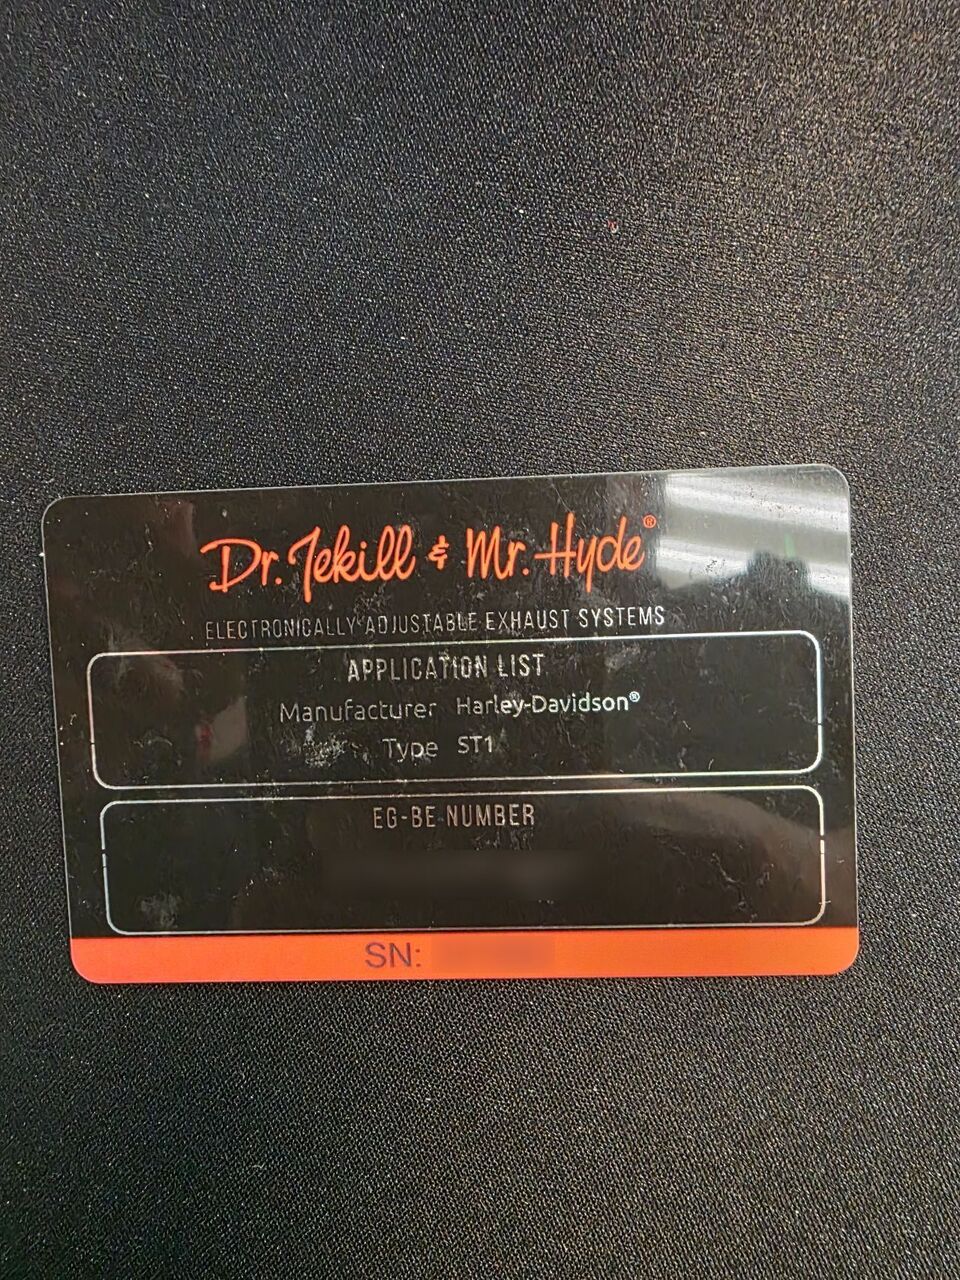 Dr. Jekill & Mr. Hyde®
ELECTRONICALLY ADJUSTABLE EXHAUST SYSTEMS
APPLICATION LIST
Manufacturer Harley-Davidson®
Type ST1
EG-BE NUMBER
SN: